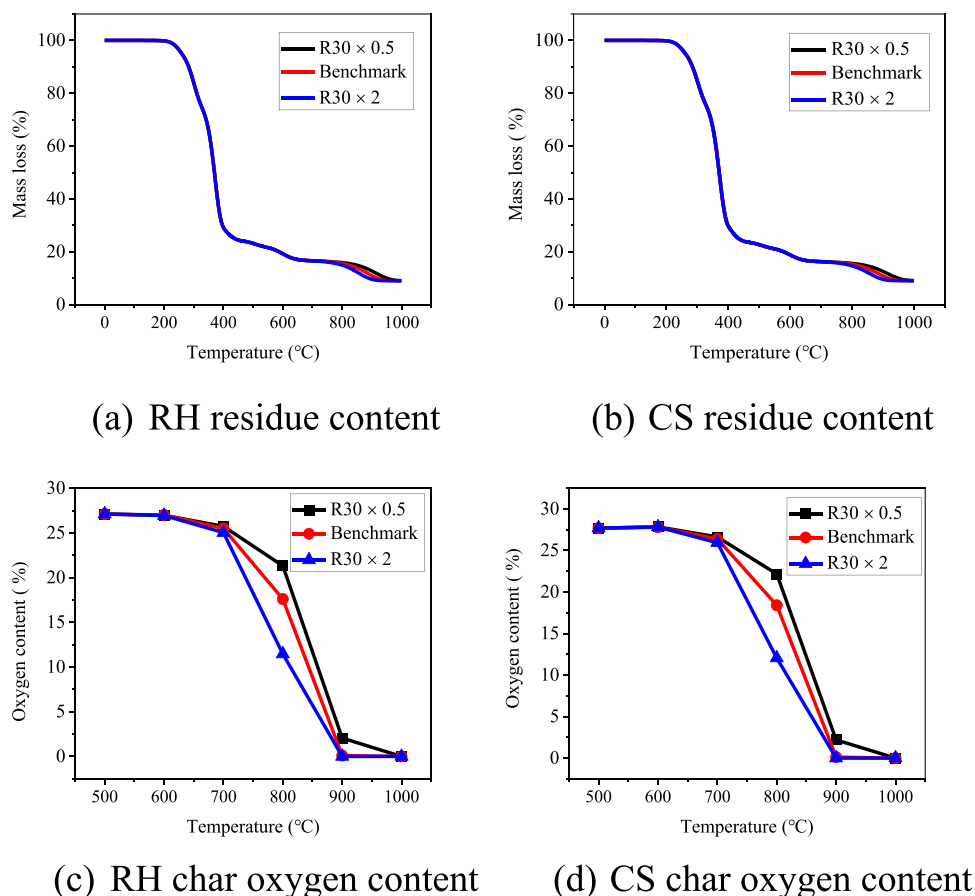 R30 × 0.5
Benchmark
R30 × 2
Mass loss (%)
100
80
60
40
20
0
0 200 400 600 800 1000
Temperature (℃)
(a) RH residue content
R30 × 0.5
Benchmark
R30 × 2
Mass loss ( %)
100
80
60
40
20
0
0 200 400 600 800 1000
Temperature (℃)
(b) CS residue content
R30 × 0.5
Benchmark
R30 × 2
Oxygen content ( %)
30
25
20
15
10
5
0
500 600 700 800 900 1000
Temperature (℃)
(c) RH char oxygen content
R30 × 0.5
Benchmark
R30 × 2
Oxygen content ( %)
30
25
20
15
10
5
0
500 600 700 800 900 1000
Temperature (℃)
(d) CS char oxygen content